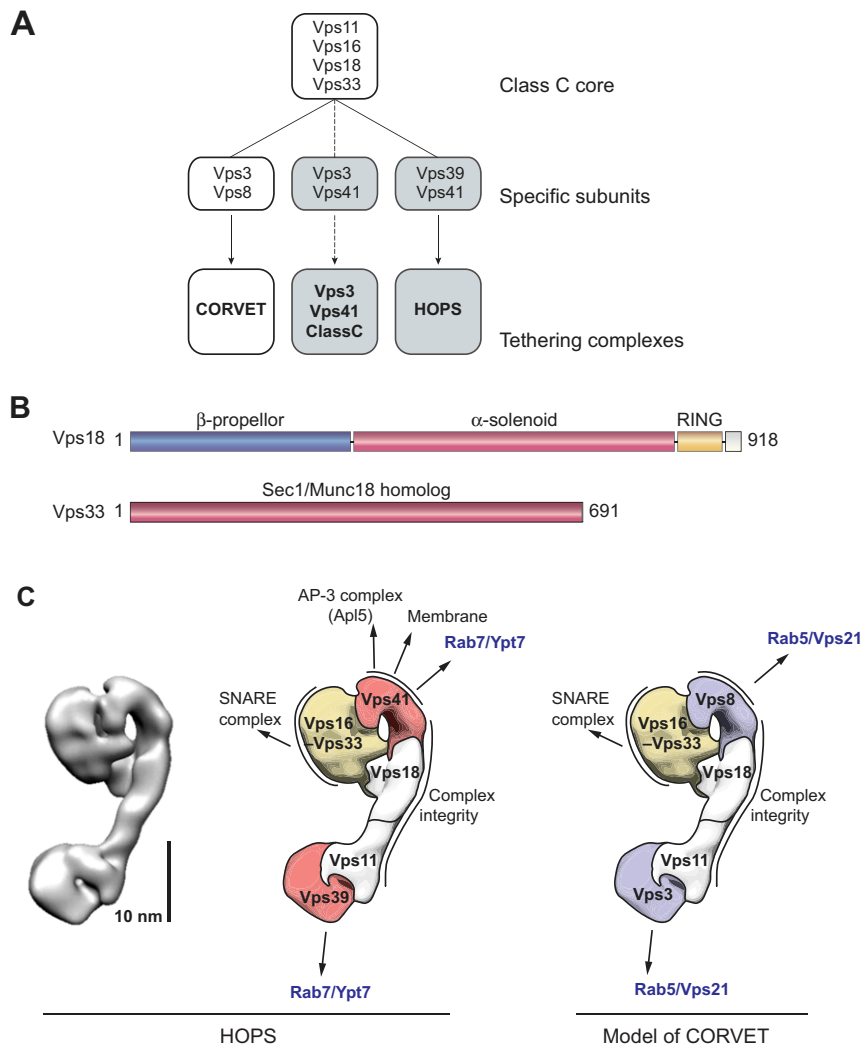 A
Vps11
Vps16
Vps18
Vps33
Class C core
Vps3
Vps8
Vps3
Vps41
Vps39
Vps41
Specific subunits
CORVET
Vps3
Vps41
ClassC
HOPS
Tethering complexes
B
β-propellor
α-solenoid
RING
Vps18 1
918
Sec1/Munc18 homolog
Vps33 1
691
C
10 nm
AP-3 complex
(Apl5)
Membrane
Rab7/Ypt7
SNARE
complex
Vps41
Vps16
–Vps33
Vps18
Complex
integrity
Vps11
Vps39
Rab7/Ypt7
HOPS
Rab5/Vps21
SNARE
complex
Vps8
Vps16
–Vps33
Vps18
Complex
integrity
Vps11
Vps3
Rab5/Vps21
Model of CORVET